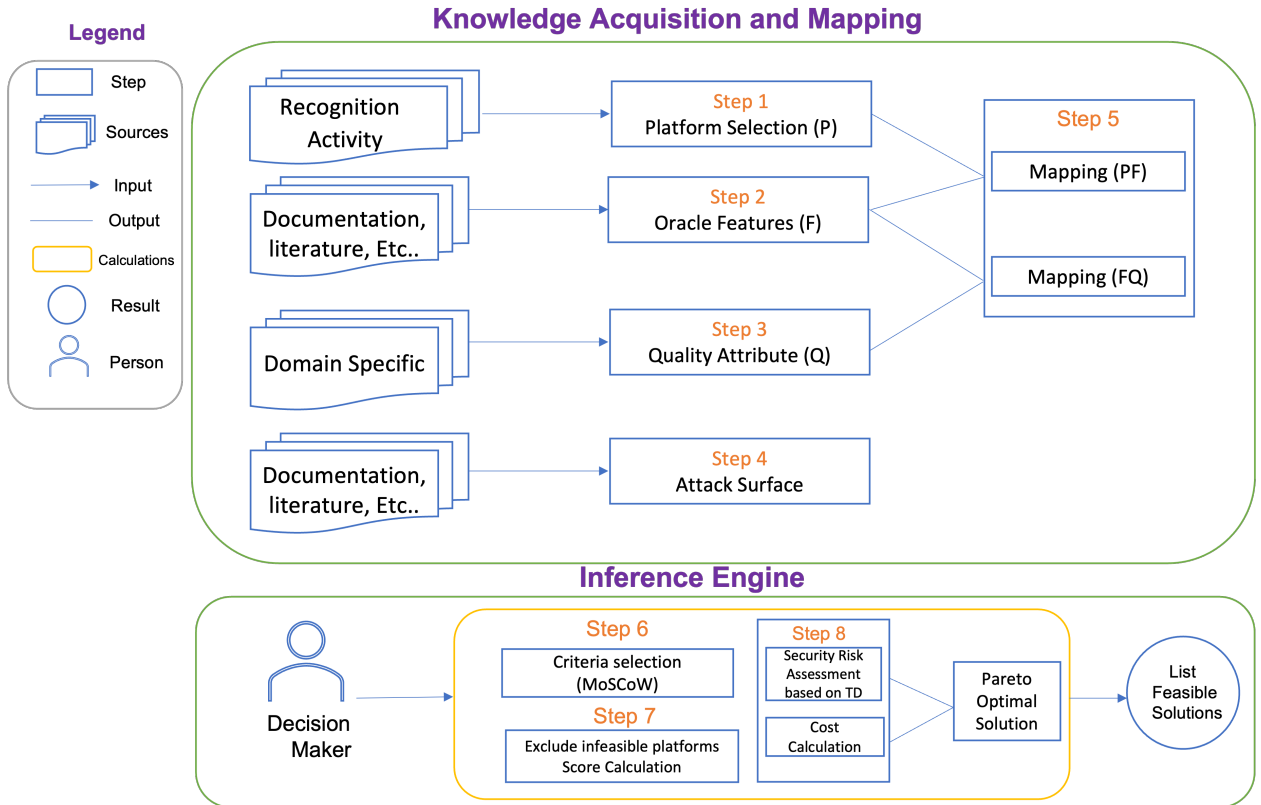 Knowledge Acquisition and Mapping
Legend
Step
Sources
Input
Output
Calculations
Result
Person
Recognition
Activity
Step 1
Platform Selection (P)
Documentation,
literature, Etc..
Step 2
Oracle Features (F)
Domain Specific
Step 3
Quality Attribute (Q)
Documentation,
literature, Etc..
Step 4
Attack Surface
Step 5
Mapping (PF)
Mapping (FQ)
Inference Engine
Decision
Maker
Step 6
Criteria selection
(MoSCoW)
Step 7
Exclude infeasible platforms
Score Calculation
Step 8
Security Risk
Assessment
based on TD
Cost
Calculation
Pareto
Optimal
Solution
List
Feasible
Solutions